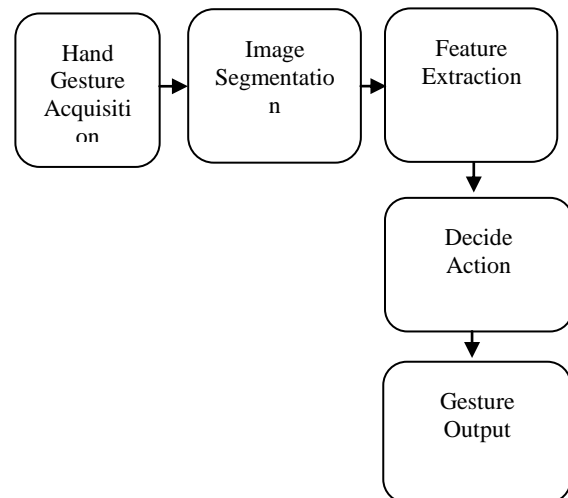 Hand
Gesture
Acquisiti
on
Image
Segmentatio
n
Feature
Extraction
Decide
Action
Gesture
Output